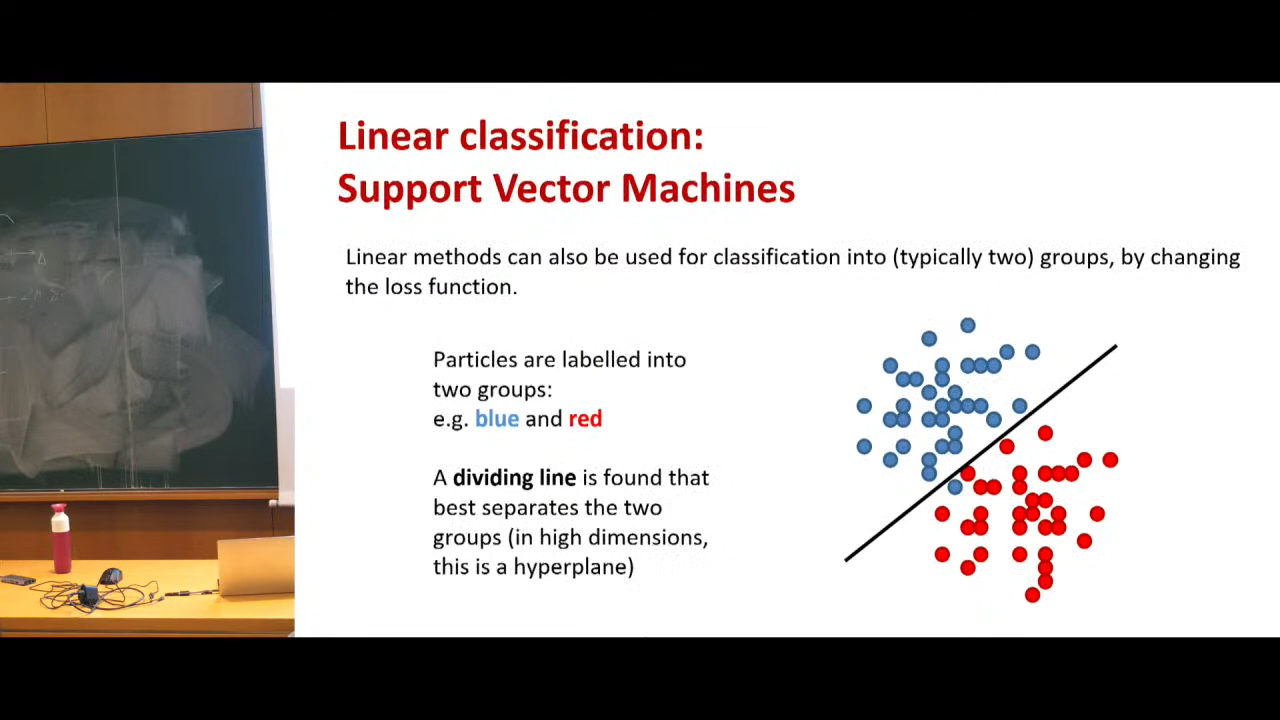 Linear classification:
Support Vector Machines
Linear methods can also be used for classification into (typically two) groups, by changing
the loss function.
Particles are labelled into
two groups:
e.g. blue and red
A dividing line is found that
best separates the two
groups (in high dimensions,
this is a hyperplane)